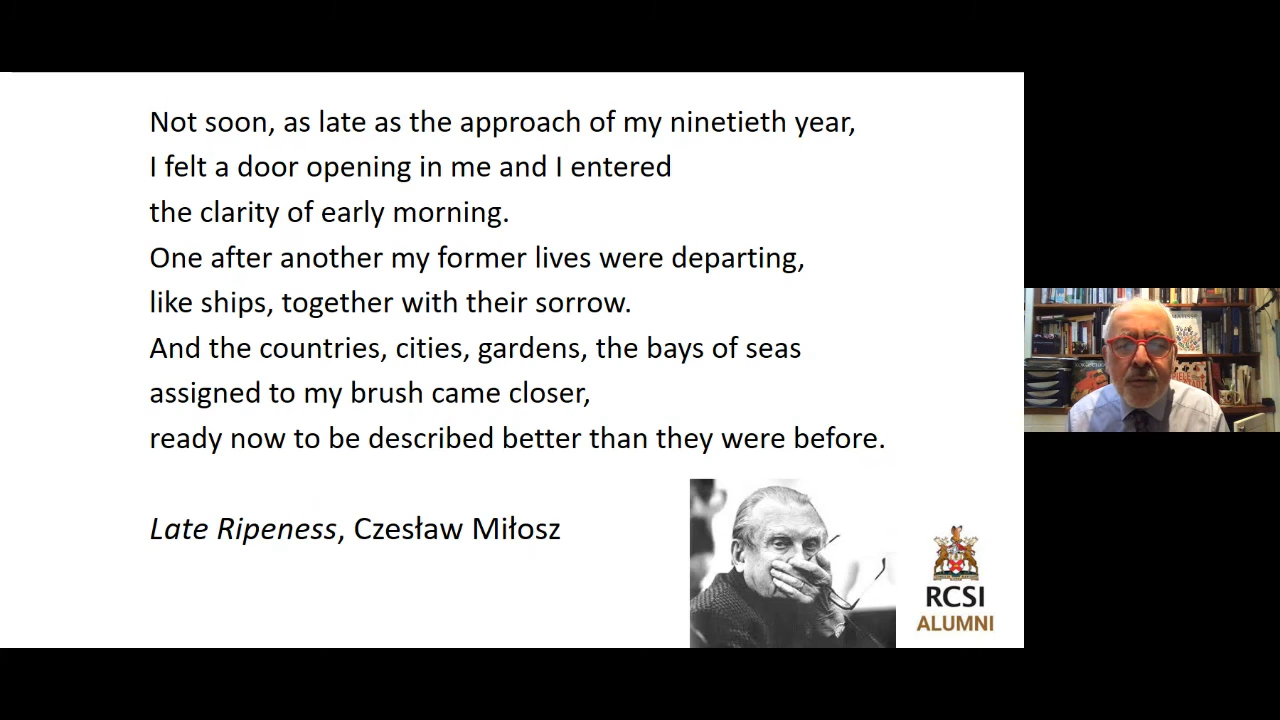 Not soon, as late as the approach of my ninetieth year,
I felt a door opening in me and I entered
the clarity of early morning.
One after another my former lives were departing,
like ships, together with their sorrow.
And the countries, cities, gardens, the bays of seas
assigned to my brush came closer,
ready now to be described better than they were before.
Late Ripeness, Czesław Miłosz
RCSI
ALUMNI